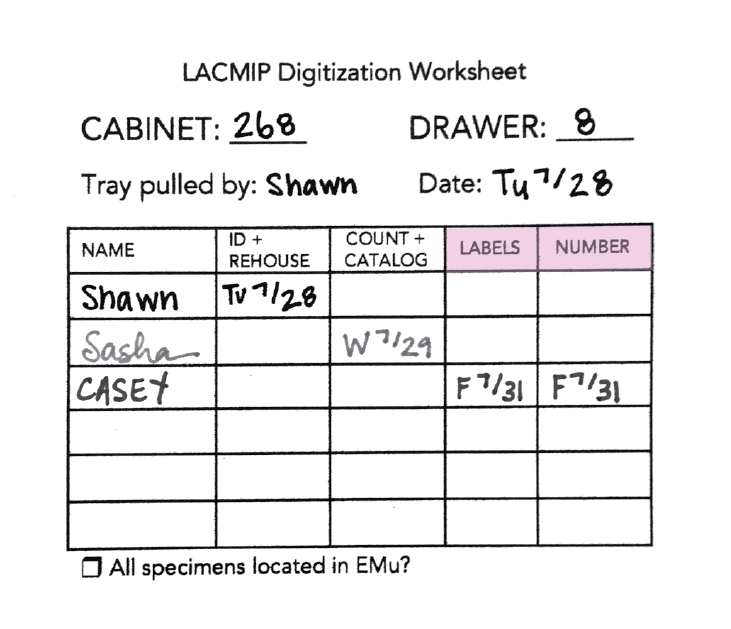 LACMIP Digitization Worksheet
CABINET: 268 DRAWER: 8
Tray pulled by: Shawn Date: Tu 7/28
NAME ID + REHOUSE COUNT + CATALOG LABELS NUMBER
Shawn Tu 7/28
Sasha W 7/29
CASEY F 7/31 F 7/31
All specimens located in EMu?